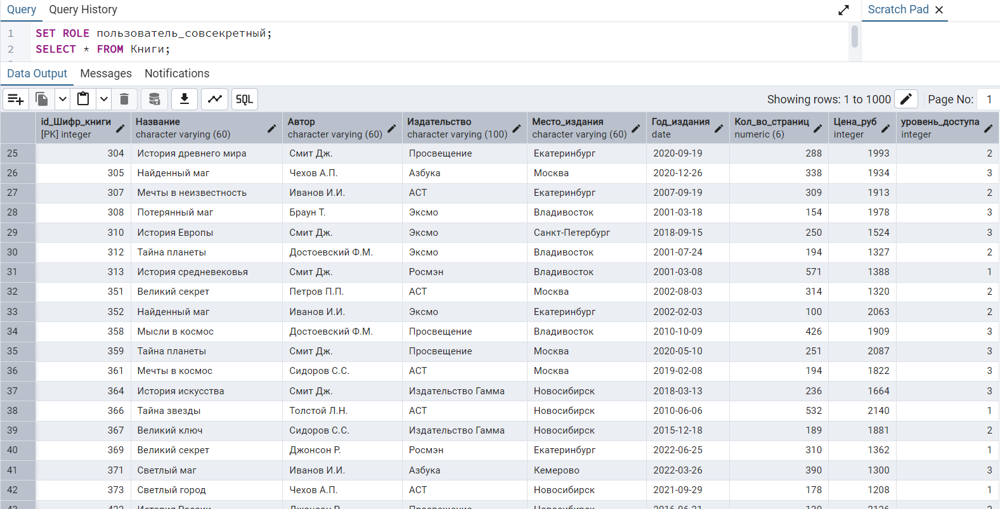 Query Query History Scratch Pad
1 SET ROLE пользователь_совсекретный;
2 SELECT * FROM Книги;
Data Output Messages Notifications
SQL Showing rows: 1 to 1000 Page No: 1
id_Шифр_книги Название Автор Издательство Место_издания Год_издания Кол_во_страниц Цена_руб уровень_доступа
[PK] integer character varying (60) character varying (60) character varying (100) character varying (60) date numeric (6) integer integer
25 304 История древнего мира Смит Дж. Просвещение Екатеринбург 2020-09-19 288 1993 2
26 305 Найденный маг Чехов А.П. Азбука Москва 2020-12-26 338 1934 3
27 307 Мечты в неизвестность Иванов И.И. АСТ Екатеринбург 2007-09-19 309 1913 2
28 308 Потерянный маг Браун Т. Эксмо Владивосток 2001-03-18 154 1978 3
29 310 История Европы Смит Дж. Эксмо Санкт-Петербург 2018-09-15 250 1524 3
30 312 Тайна планеты Достоевский Ф.М. Эксмо Владивосток 2001-07-24 194 1327 2
31 313 История средневековья Смит Дж. Росмэн Владивосток 2001-03-08 571 1388 1
32 351 Великий секрет Петров П.П. АСТ Москва 2002-08-03 314 1320 2
33 352 Найденный маг Иванов И.И. Эксмо Екатеринбург 2002-02-03 100 2063 2
34 358 Мысли в космос Достоевский Ф.М. Просвещение Владивосток 2010-10-09 426 1909 3
35 359 Тайна планеты Смит Дж. Просвещение Москва 2020-05-10 251 2087 3
36 361 Мечты в космос Сидоров С.С. АСТ Москва 2019-02-08 194 1822 3
37 364 История искусства Смит Дж. Издательство Гамма Новосибирск 2018-03-13 236 1664 3
38 366 Тайна звезды Толстой Л.Н. АСТ Новосибирск 2010-06-06 532 2140 1
39 367 Великий ключ Сидоров С.С. Издательство Гамма Новосибирск 2015-12-18 189 1881 2
40 369 Великий секрет Джонсон Р. Росмэн Екатеринбург 2022-06-25 310 1362 1
41 371 Светлый маг Иванов И.И. Азбука Кемерово 2022-03-26 390 1300 3
42 373 Светлый город Чехов А.П. АСТ Новосибирск 2021-09-29 178 1208 1